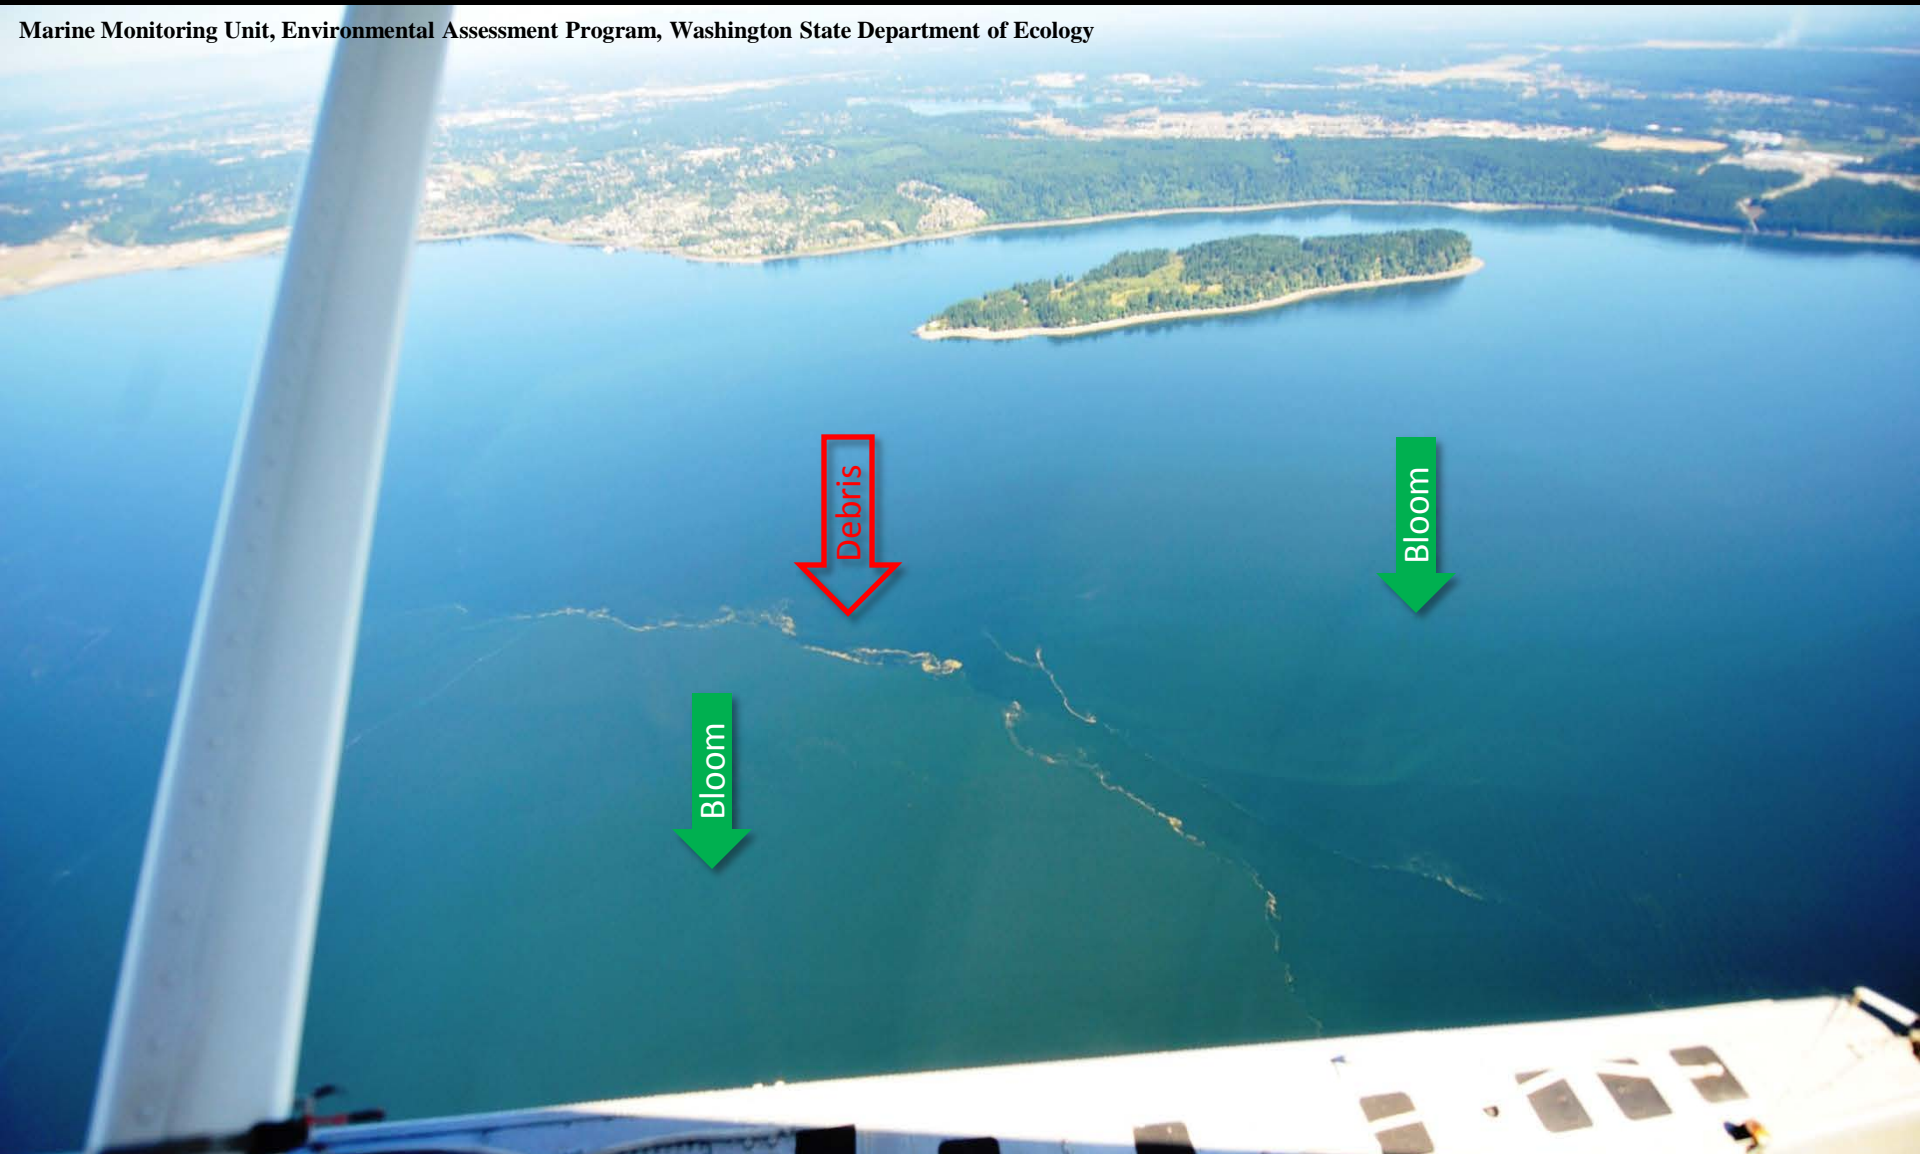 Marine Monitoring Unit, Environmental Assessment Program, Washington State Department of Ecology
Debris
Bloom
Bloom